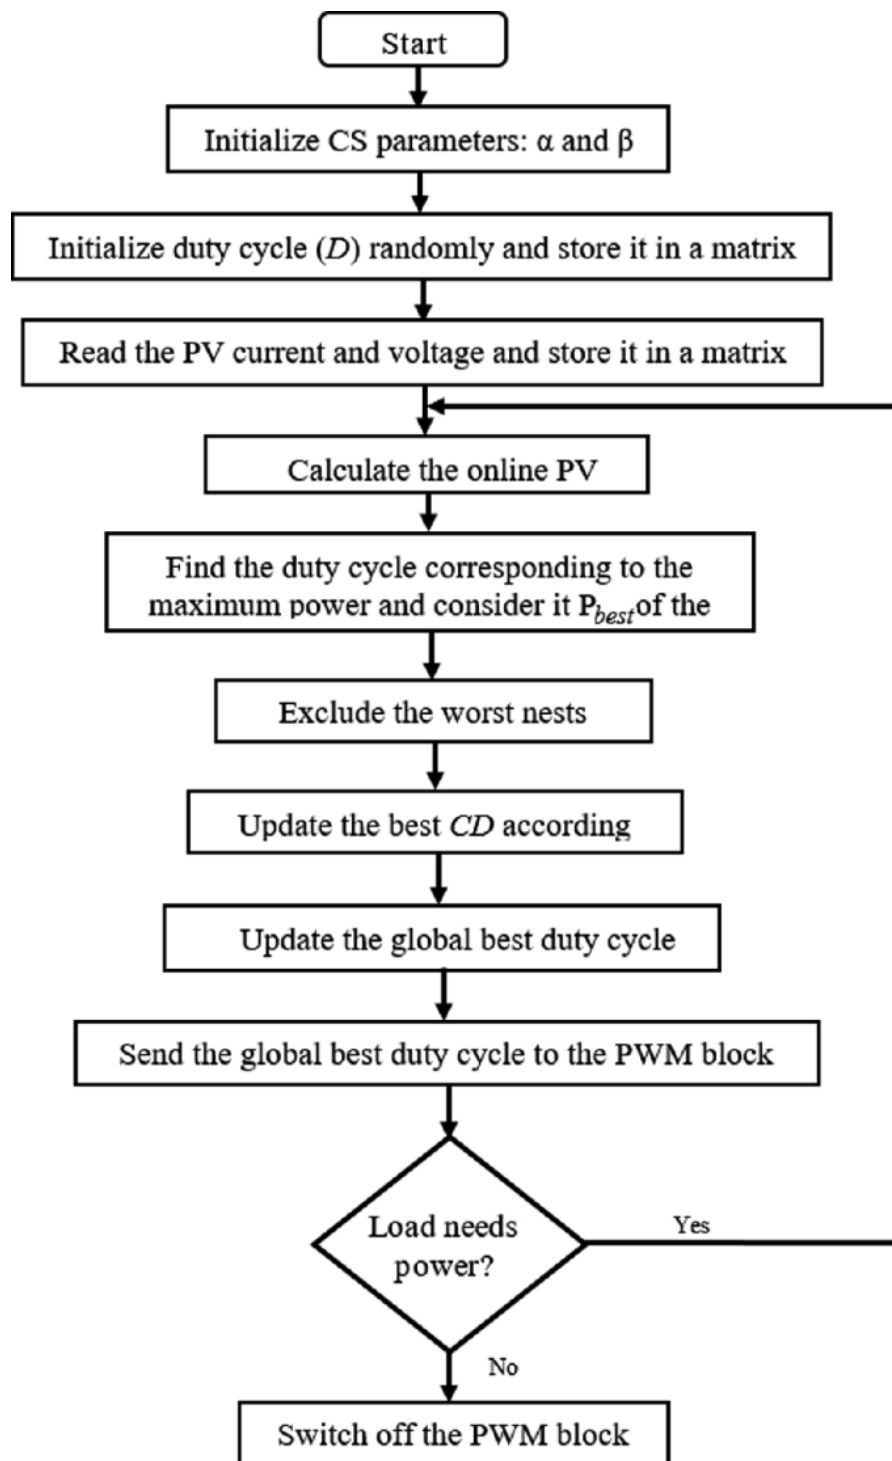 Start
Initialize CS parameters: α and β
Initialize duty cycle (D) randomly and store it in a matrix
Read the PV current and voltage and store it in a matrix
Calculate the online PV
Find the duty cycle corresponding to the
maximum power and consider it Pbest of the
Exclude the worst nests
Update the best CD according
Update the global best duty cycle
Send the global best duty cycle to the PWM block
Load needs
power?
Yes
No
Switch off the PWM block